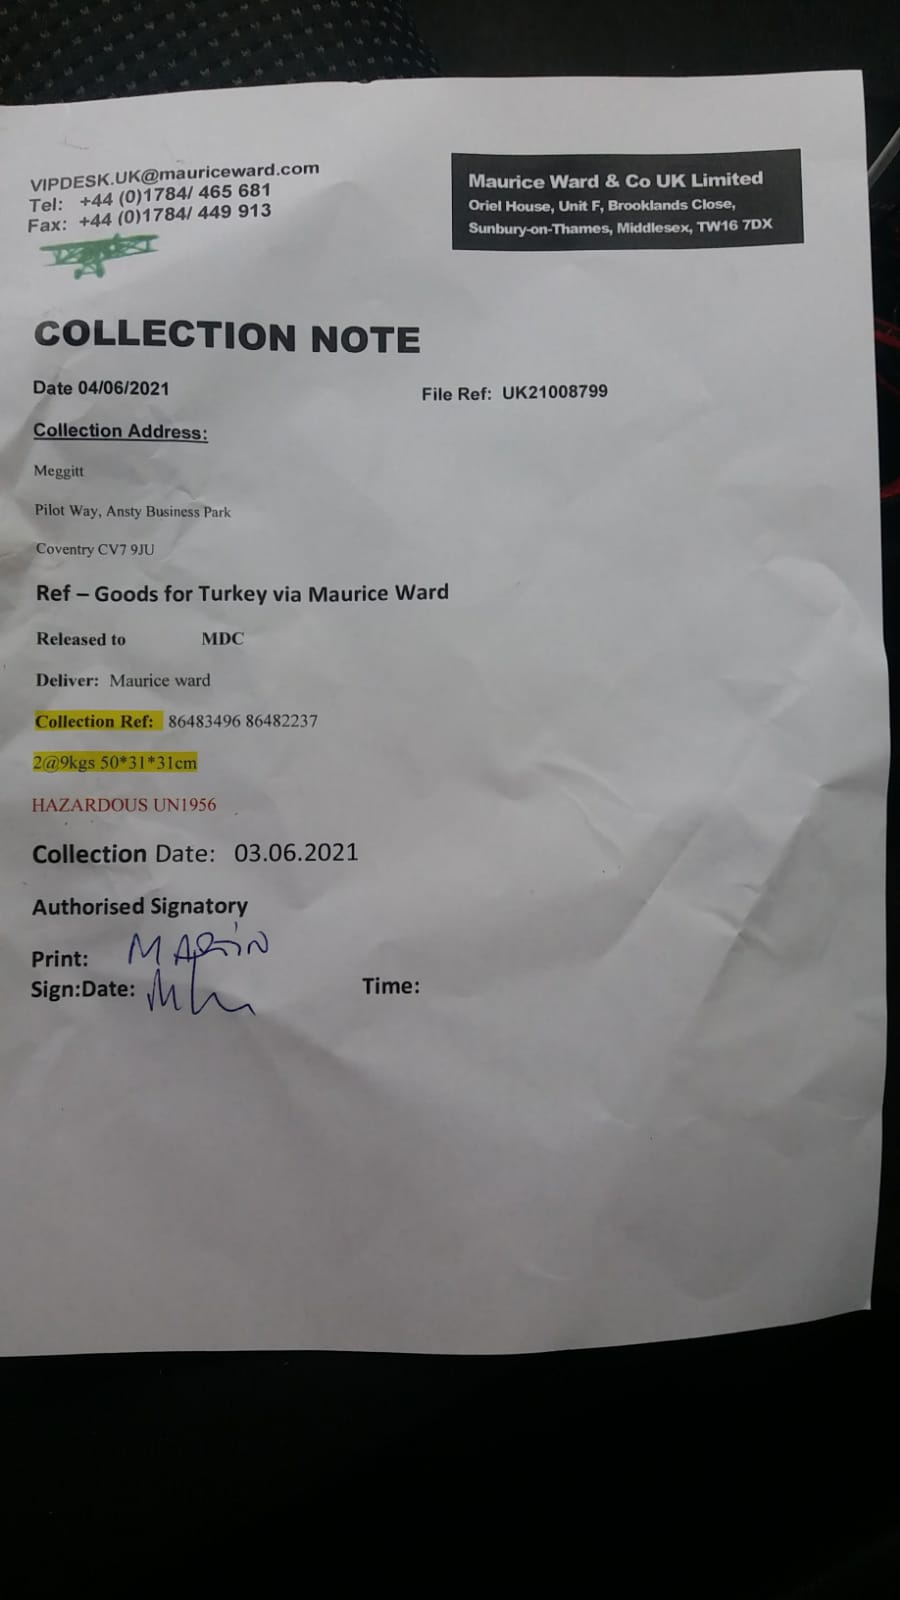 VIPDESK.UK@mauriceward.com
Tel: +44 (0)1784/ 465 681
Fax: +44 (0)1784/ 449 913
Maurice Ward & Co UK Limited
Oriel House, Unit F, Brooklands Close,
Sunbury-on-Thames, Middlesex, TW16 7DX
COLLECTION NOTE
Date 04/06/2021 File Ref: UK21008799
Collection Address:
Meggitt
Pilot Way, Ansty Business Park
Coventry CV7 9JU
Ref – Goods for Turkey via Maurice Ward
Released to MDC
Deliver: Maurice ward
Collection Ref: 86483496 86482237
2@9kgs 50*31*31cm
HAZARDOUS UN1956
Collection Date: 03.06.2021
Authorised Signatory
Print:
Sign:Date: Time: